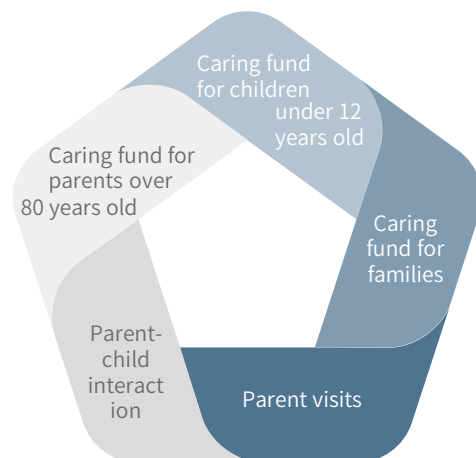 Caring fund
for children
under 12
years old
Caring fund for
parents over
80 years old
Caring
fund for
families
Parent-
child
interact
ion
Parent visits